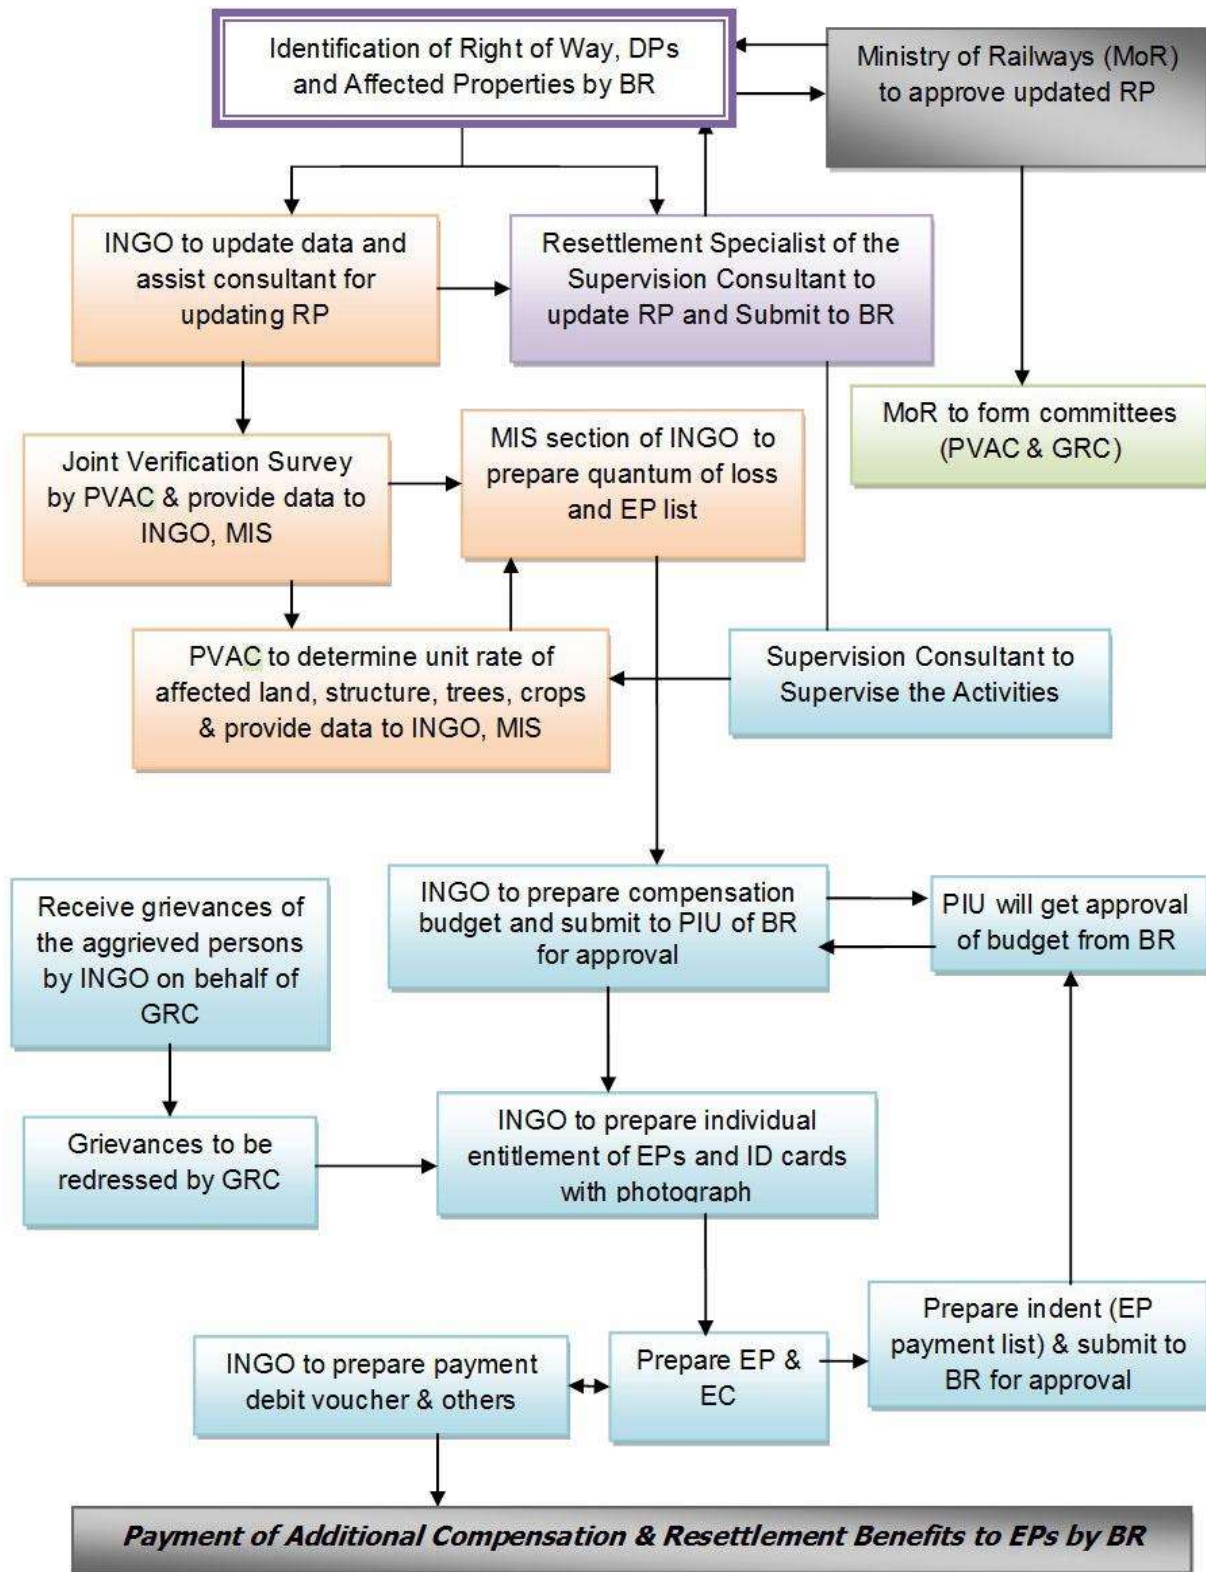 Identification of Right of Way, DPs
and Affected Properties by BR
Ministry of Railways (MoR)
to approve updated RP
INGO to update data and
assist consultant for
updating RP
Resettlement Specialist of the
Supervision Consultant to
update RP and Submit to BR
MoR to form committees
(PVAC & GRC)
Joint Verification Survey
by PVAC & provide data to
INGO, MIS
MIS section of INGO to
prepare quantum of loss
and EP list
PVAC to determine unit rate of
affected land, structure, trees, crops
& provide data to INGO, MIS
Supervision Consultant to
Supervise the Activities
Receive grievances of
the aggrieved persons
by INGO on behalf of
GRC
INGO to prepare compensation
budget and submit to PIU of BR
for approval
PIU will get approval
of budget from BR
Grievances to be
redressed by GRC
INGO to prepare individual
entitlement of EPs and ID cards
with photograph
INGO to prepare payment
debit voucher & others
Prepare EP &
EC
Prepare indent (EP
payment list) & submit to
BR for approval
Payment of Additional Compensation & Resettlement Benefits to EPs by BR